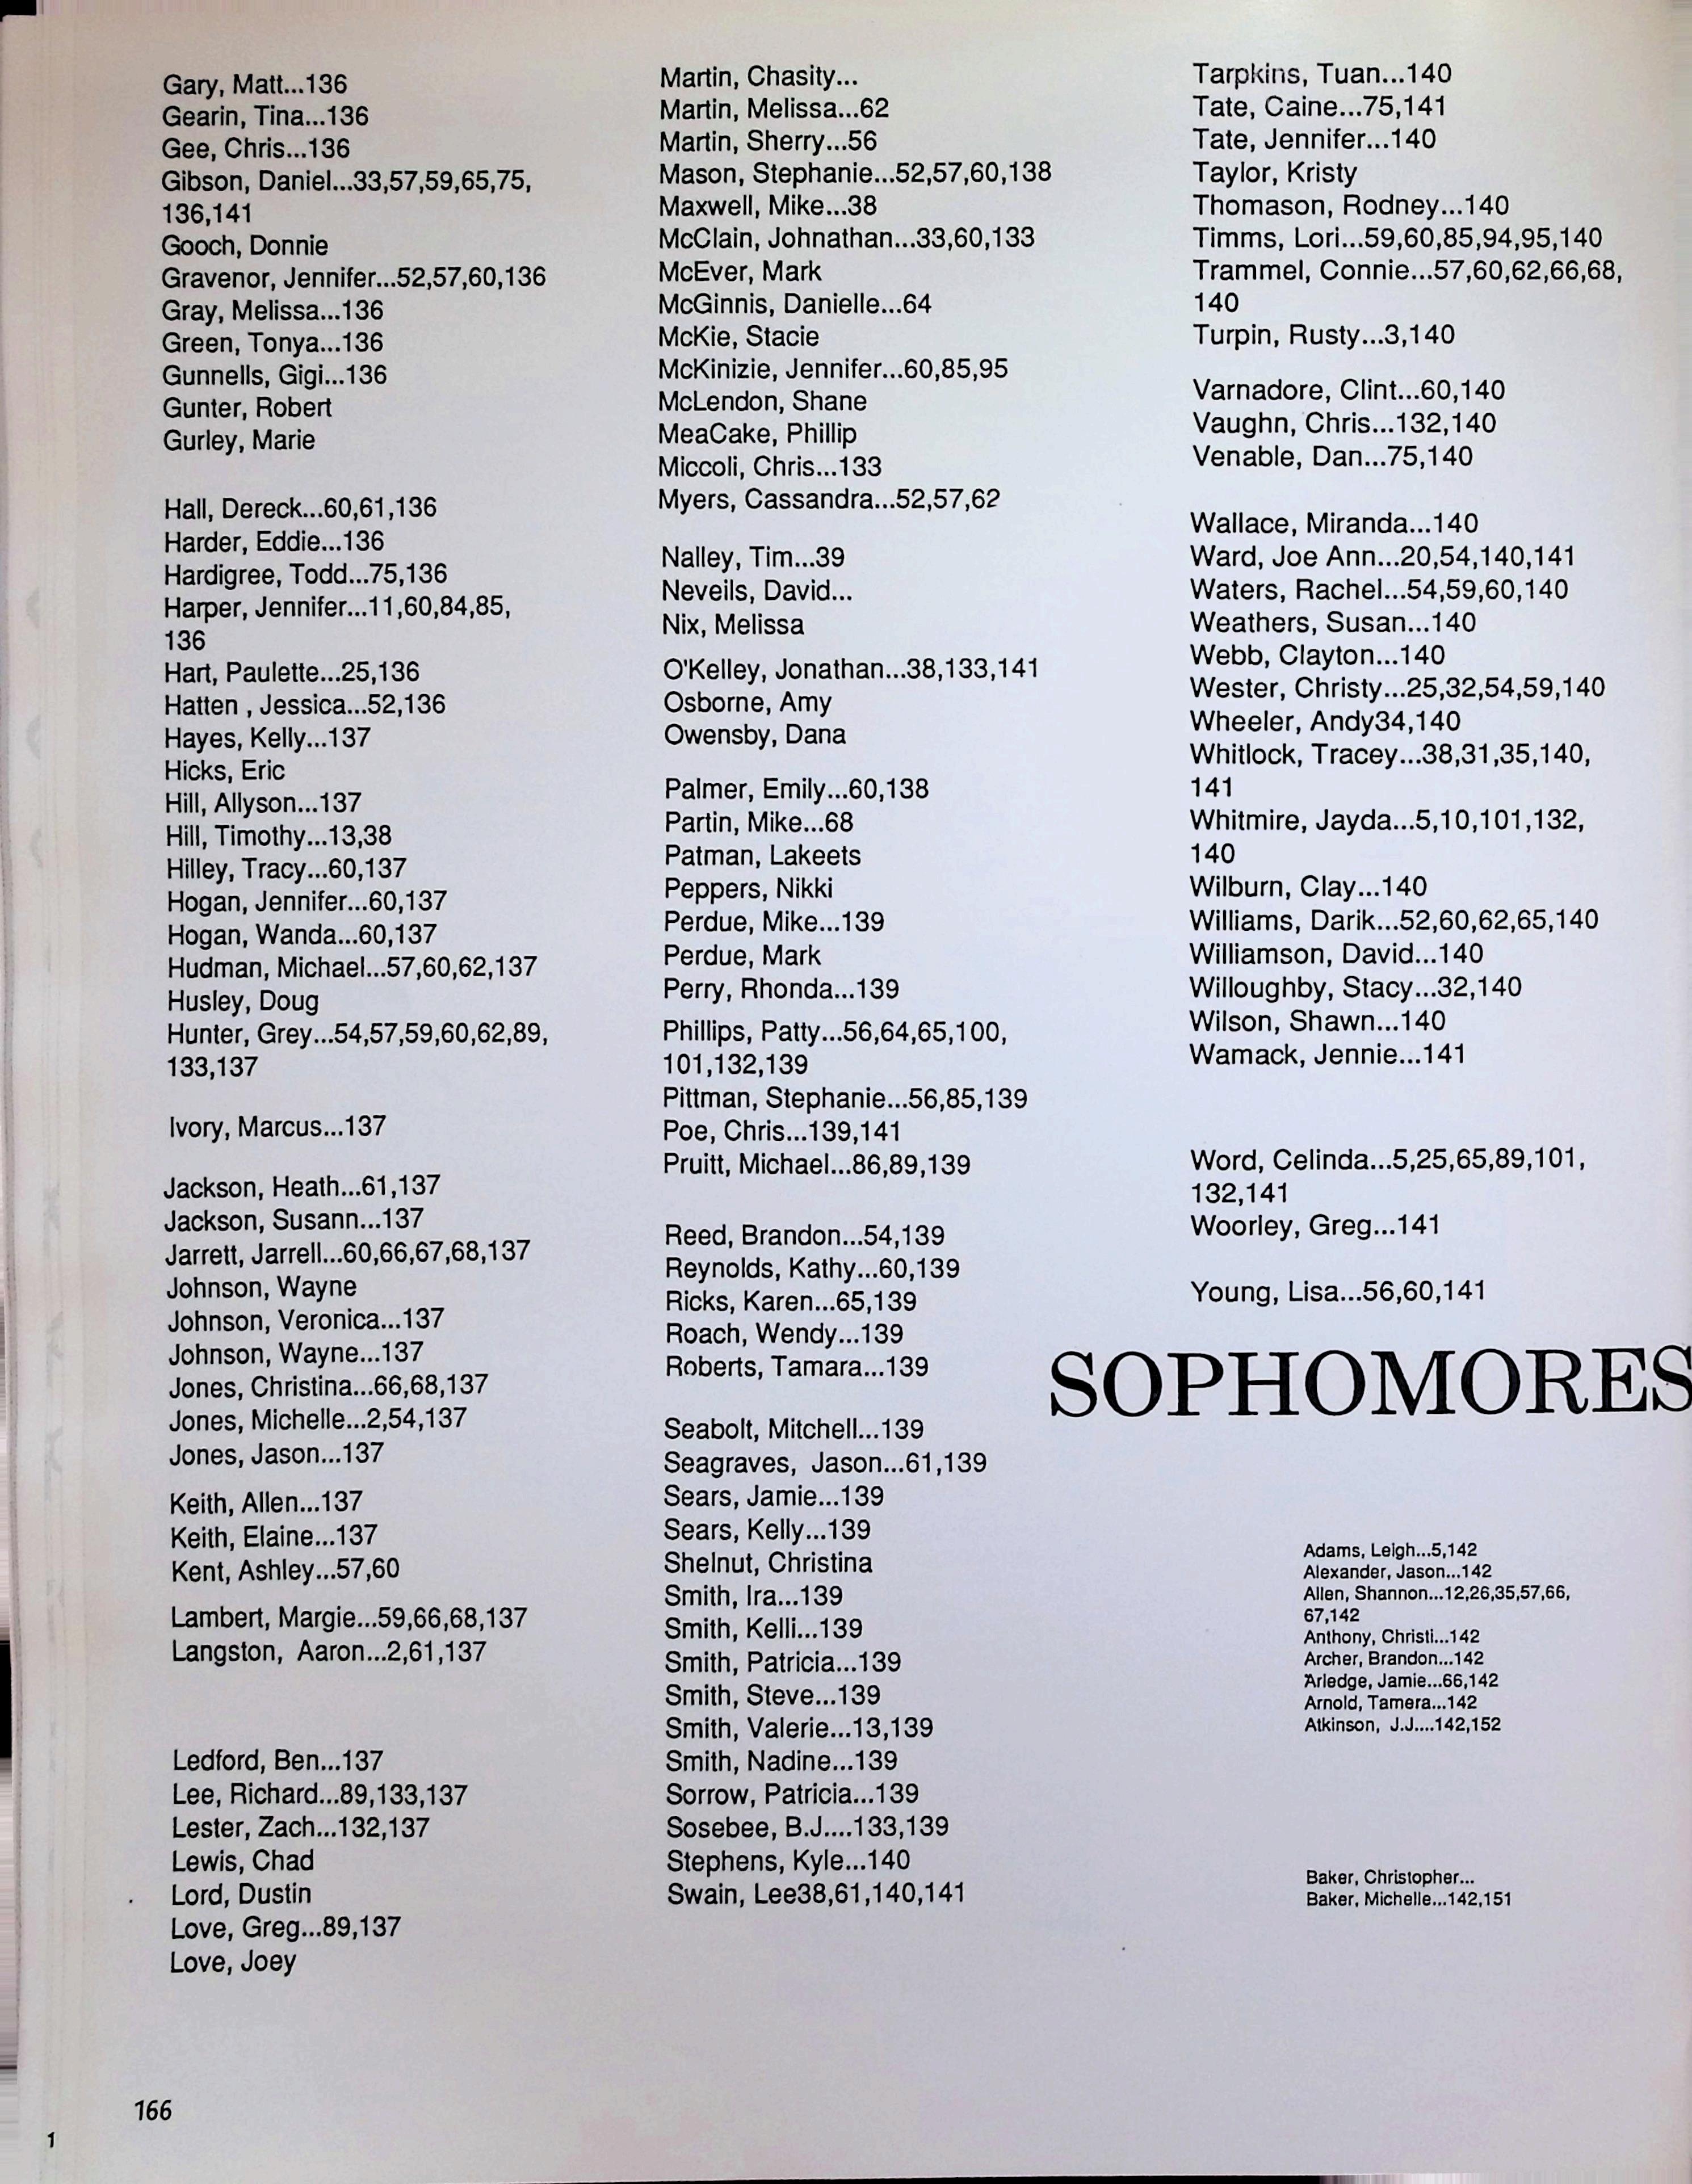 Gary, Matt...136
Gearin, Tina...136
Gee, Chris...136
Gibson, Daniel...33,57,59,65,75,
136,141
Gooch, Donnie
Gravenor, Jennifer...52,57,60,136
Gray, Melissa...136
Green, Tonya...136
Gunnells, Gigi...136
Gunter, Robert
Gurley, Marie
Hall, Dereck...60,61,136
Harder, Eddie...136
Hardigree, Todd...75,136
Harper, Jennifer...11,60,84,85,
136
Hart, Paulette...25,136
Hatten , Jessica...52,136
Hayes, Kelly...137
Hicks, Eric
Hill, Allyson...137
Hill, Timothy...13,38
Hilley, Tracy...60,137
Hogan, Jennifer...60,137
Hogan, Wanda...60,137
Hudman, Michael...57,60,62,137
Husley, Doug
Hunter, Grey...54,57,59,60,62,89,
133,137
Ivory, Marcus...137
Jackson, Heath...61,137
Jackson, Susann...137
Jarrett, Jarrell...60,66,67,68,137
Johnson, Wayne
Johnson, Veronica...137
Johnson, Wayne...137
Jones, Christina...66,68,137
Jones, Michelle...2,54,137
Jones, Jason...137
Keith, Allen...137
Keith, Elaine...137
Kent, Ashley...57,60
Lambert, Margie...59,66,68,137
Langston,  Aaron...2,61,137
Ledford, Ben...137
Lee, Richard...89,133,137
Lester, Zach...132,137
Lewis, Chad
Lord, Dustin
Love, Greg...89,137
Love, Joey
Martin, Chasity...
Martin, Melissa...62
Martin, Sherry...56
Mason, Stephanie...52,57,60,138
Maxwell, Mike...38
McClain, Johnathan...33,60,133
McEver, Mark
McGinnis, Danielle...64
McKie, Stacie
McKinizie, Jennifer...60,85,95
McLendon, Shane
MeaCake, Phillip
Miccoli, Chris...133
Myers, Cassandra...52,57,62
Nalley, Tim...39
Neveils, David...
Nix, Melissa
O'Kelley, Jonathan...38,133,141
Osborne, Amy
Owensby, Dana
Palmer, Emily...60,138
Partin, Mike...68
Patman, Lakeets
Peppers, Nikki
Perdue, Mike...139
Perdue, Mark
Perry, Rhonda...139
Phillips, Patty...56,64,65,100,
101,132,139
Pittman, Stephanie...56,85,139
Poe, Chris...139,141
Pruitt, Michael...86,89,139
Reed, Brandon...54,139
Reynolds, Kathy...60,139
Ricks, Karen...65,139
Roach, Wendy...139
Roberts, Tamara...139
Seabolt, Mitchell...139
Seagraves,  Jason...61,139
Sears, Jamie...139
Sears, Kelly...139
Shelnut, Christina
Smith, Ira...139
Smith, Kelli...139
Smith, Patricia...139
Smith, Steve...139
Smith, Valerie...13,139
Smith, Nadine...139
Sorrow, Patricia...139
Sosebee, B.J....133,139
Stephens, Kyle...140
Swain, Lee38,61,140,141
Tarpkins, Tuan...140
Tate, Caine...75,141
Tate, Jennifer...140
Taylor, Kristy
Thomason, Rodney...140
Timms, Lori...59,60,85,94,95,140
Trammel, Connie...57,60,62,66,68,
140
Turpin, Rusty...3,140
Varnadore, Clint...60,140
Vaughn, Chris...132,140
Venable, Dan...75,140
Wallace, Miranda...140
Ward, Joe Ann...20,54,140,141
Waters, Rachel...54,59,60,140
Weathers, Susan...140
Webb, Clayton...140
Wester, Christy...25,32,54,59,140
Wheeler, Andy34,140
Whitlock, Tracey...38,31,35,140,
141
Whitmire, Jayda...5,10,101,132,
140
Wilburn, Clay...140
Williams, Darik...52,60,62,65,140
Williamson, David...140
Willoughby, Stacy...32,140
Wilson, Shawn...140
Wamack, Jennie...141
Word, Celinda...5,25,65,89,101,
132,141
Woorley, Greg...141
Young, Lisa...56,60,141
SOPHOMORES
Adams, Leigh...5,142
Alexander, Jason...142
Allen, Shannon...12,26,35,57,66,
67,142
Anthony, Christi...142
Archer, Brandon...142
Arledge, Jamie...66,142
Arnold, Tamera...142
Atkinson,  J.J....142,152
Baker, Christopher...
Baker, Michelle...142,151
166
1